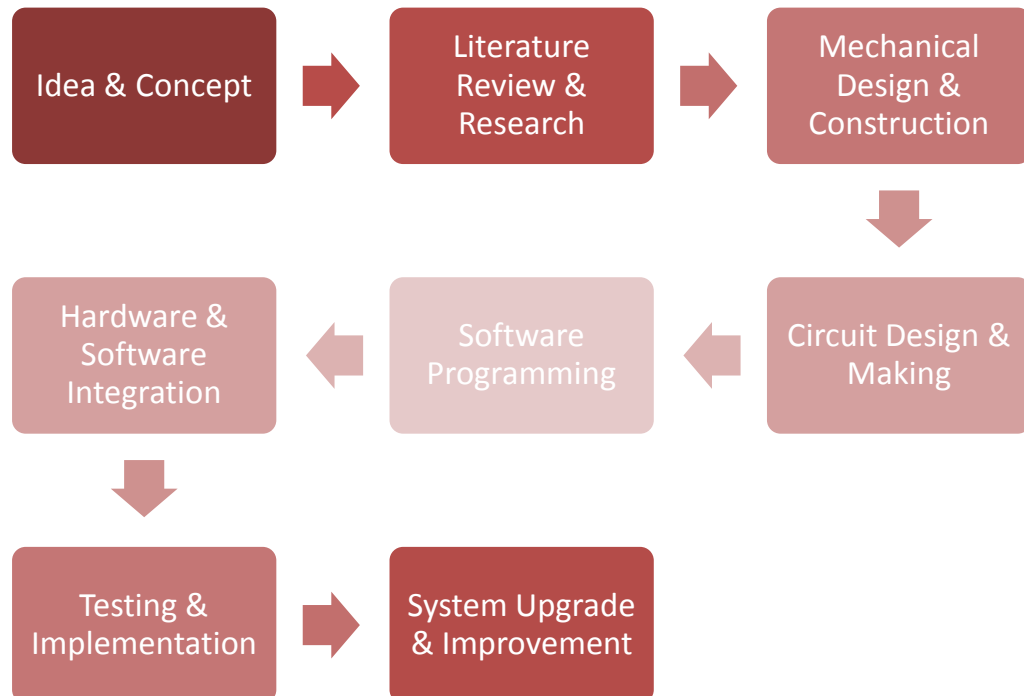 Idea & Concept
Literature
Review &
Research
Mechanical
Design &
Construction
Circuit Design &
Making
Software
Programming
Hardware &
Software
Integration
Testing &
Implementation
System Upgrade
& Improvement